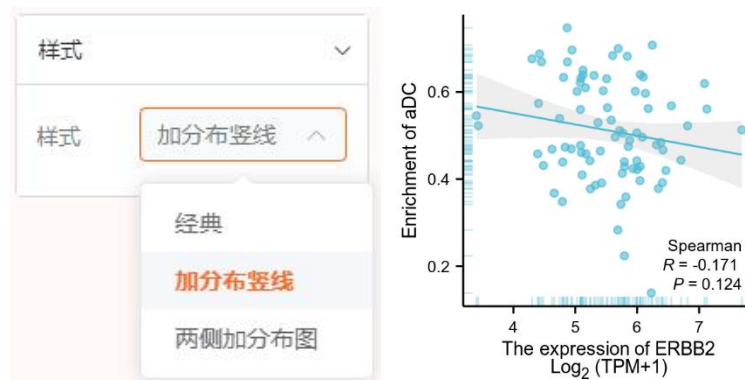 样式
样式
加分布竖线
经典
加分布竖线
两侧加分布图
Enrichment of aDC
0.6
0.4
0.2
Spearman
R = -0.171
P = 0.124
4 5 6 7
The expression of ERBB2
Log₂ (TPM+1)